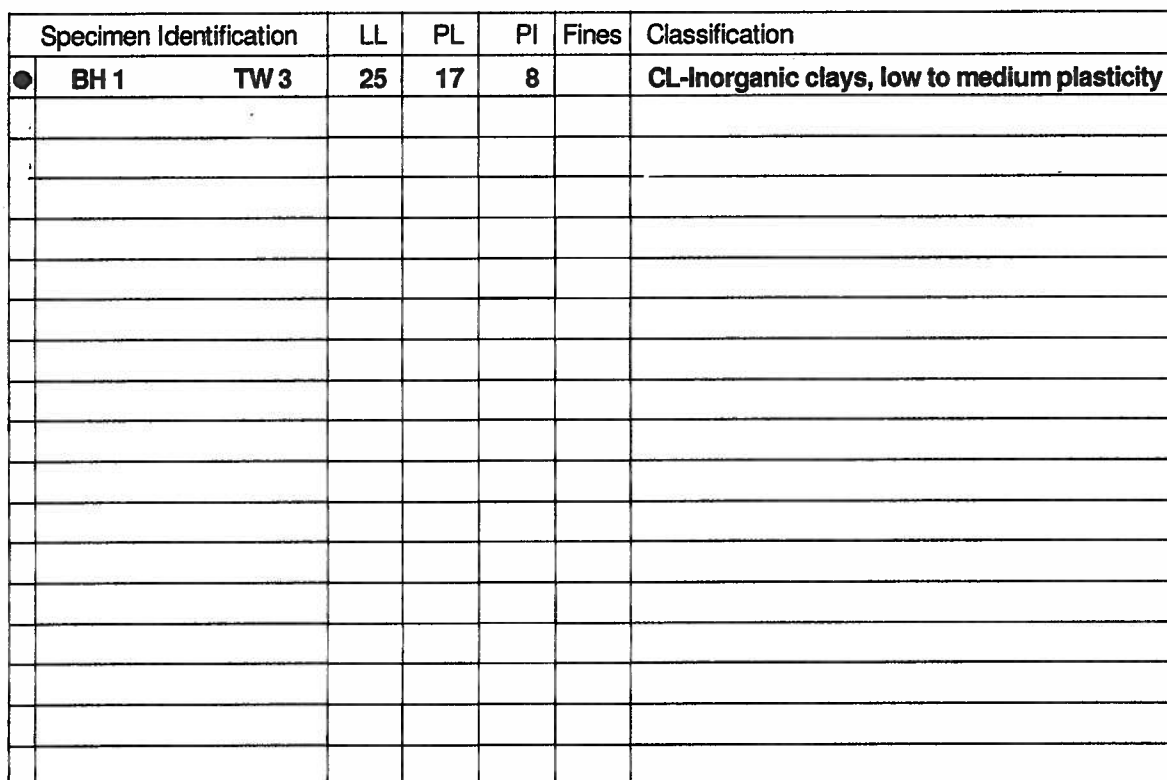 Specimen Identification LL PL PI Fines Classification
BH 1 TW 3 25 17 8 CL-Inorganic clays, low to medium plasticity